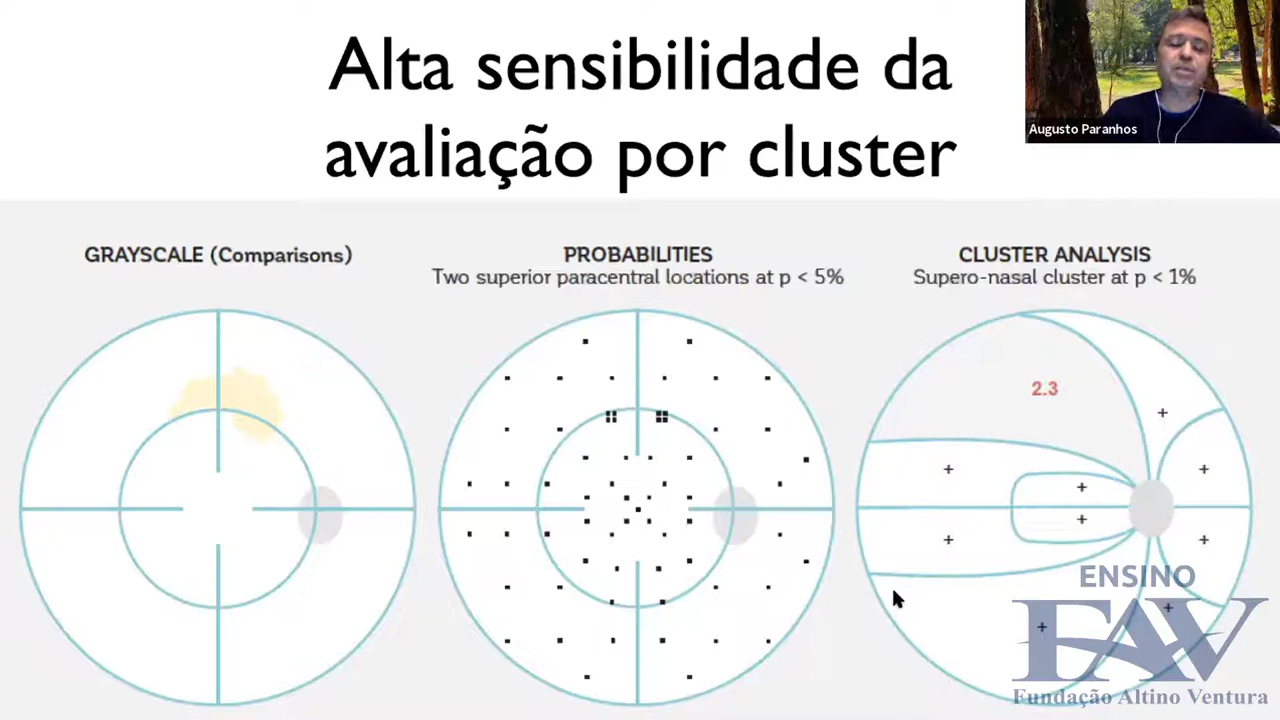 Alta sensibilidade da
avaliação por cluster
Augusto Paranhos
GRAYSCALE (Comparisons)
PROBABILITIES
Two superior paracentral locations at p < 5%
CLUSTER ANALYSIS
Supero-nasal cluster at p < 1%
2.3
+
+
+
+
+
+
+
+
+
ENSINO
FAV
Fundação Altino Ventura